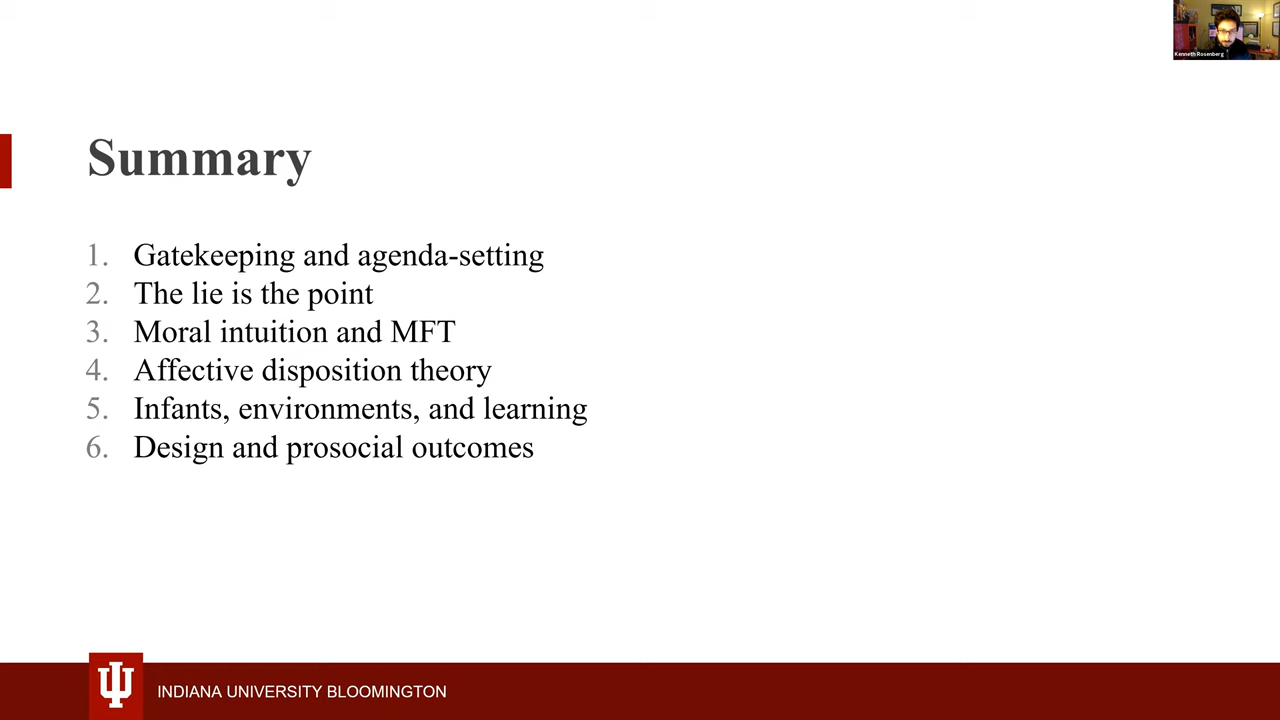 Kenneth Rosenberg
Summary
1. Gatekeeping and agenda-setting
2. The lie is the point
3. Moral intuition and MFT
4. Affective disposition theory
5. Infants, environments, and learning
6. Design and prosocial outcomes
INDIANA UNIVERSITY BLOOMINGTON